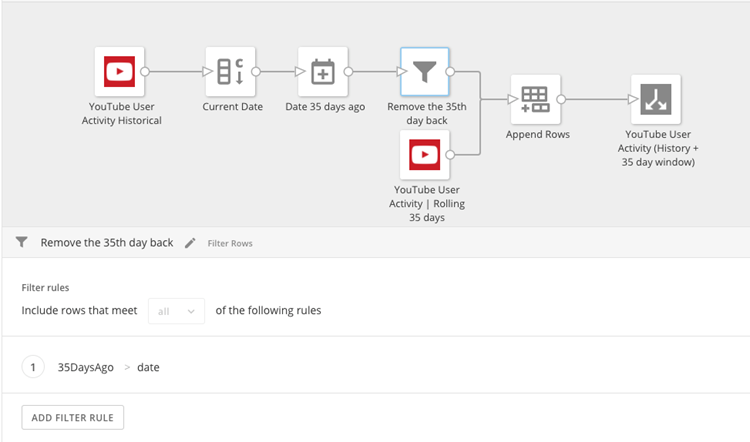 YouTube User
Activity Historical
Current Date
Date 35 days ago
Remove the 35th
day back
Append Rows
YouTube User
Activity (History +
35 day window)
YouTube User
Activity | Rolling
35 days
Remove the 35th day back Filter Rows
Filter rules
Include rows that meet all of the following rules
1 35DaysAgo > date
ADD FILTER RULE